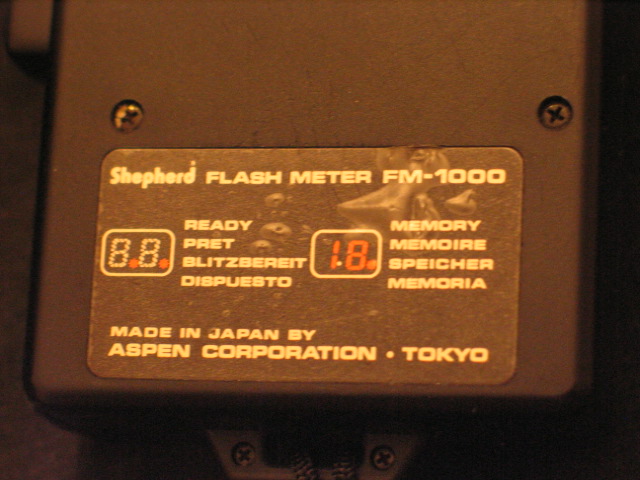 Shepherd FLASH METER FM-1000
READY
PRET
BLITZBEREIT
DISPUESTO
8.8.
MEMORY
MEMOIRE
SPEICHER
MEMORIA
1.8.
MADE IN JAPAN BY
ASPEN CORPORATION • TOKYO